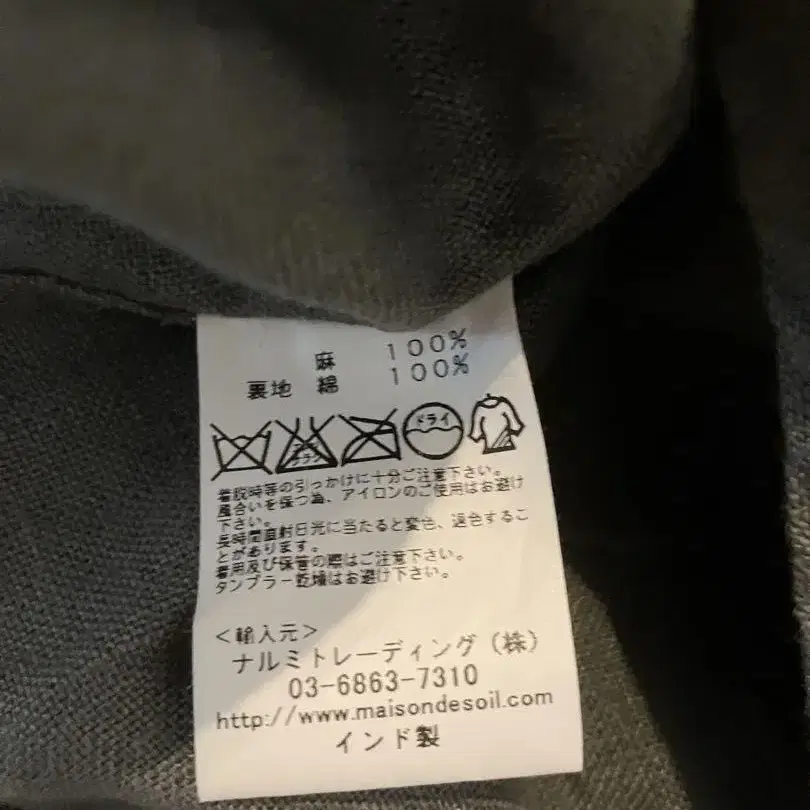 麻 100%
裏地 綿 100%
ドライ
着脱時等の引っかけに十分ご注意下さい。
風合いを保つ為、アイロンのご使用はお避け
下さい。
長時間直射日光に当たると変色、退色するこ
とがあります。
着用及び保管の際はご注意下さい。
タンブラー乾燥はお避け下さい。
＜輸入元＞
ナルミトレーディング（株）
03-6863-7310
http://www.maisondesoil.com
インド製